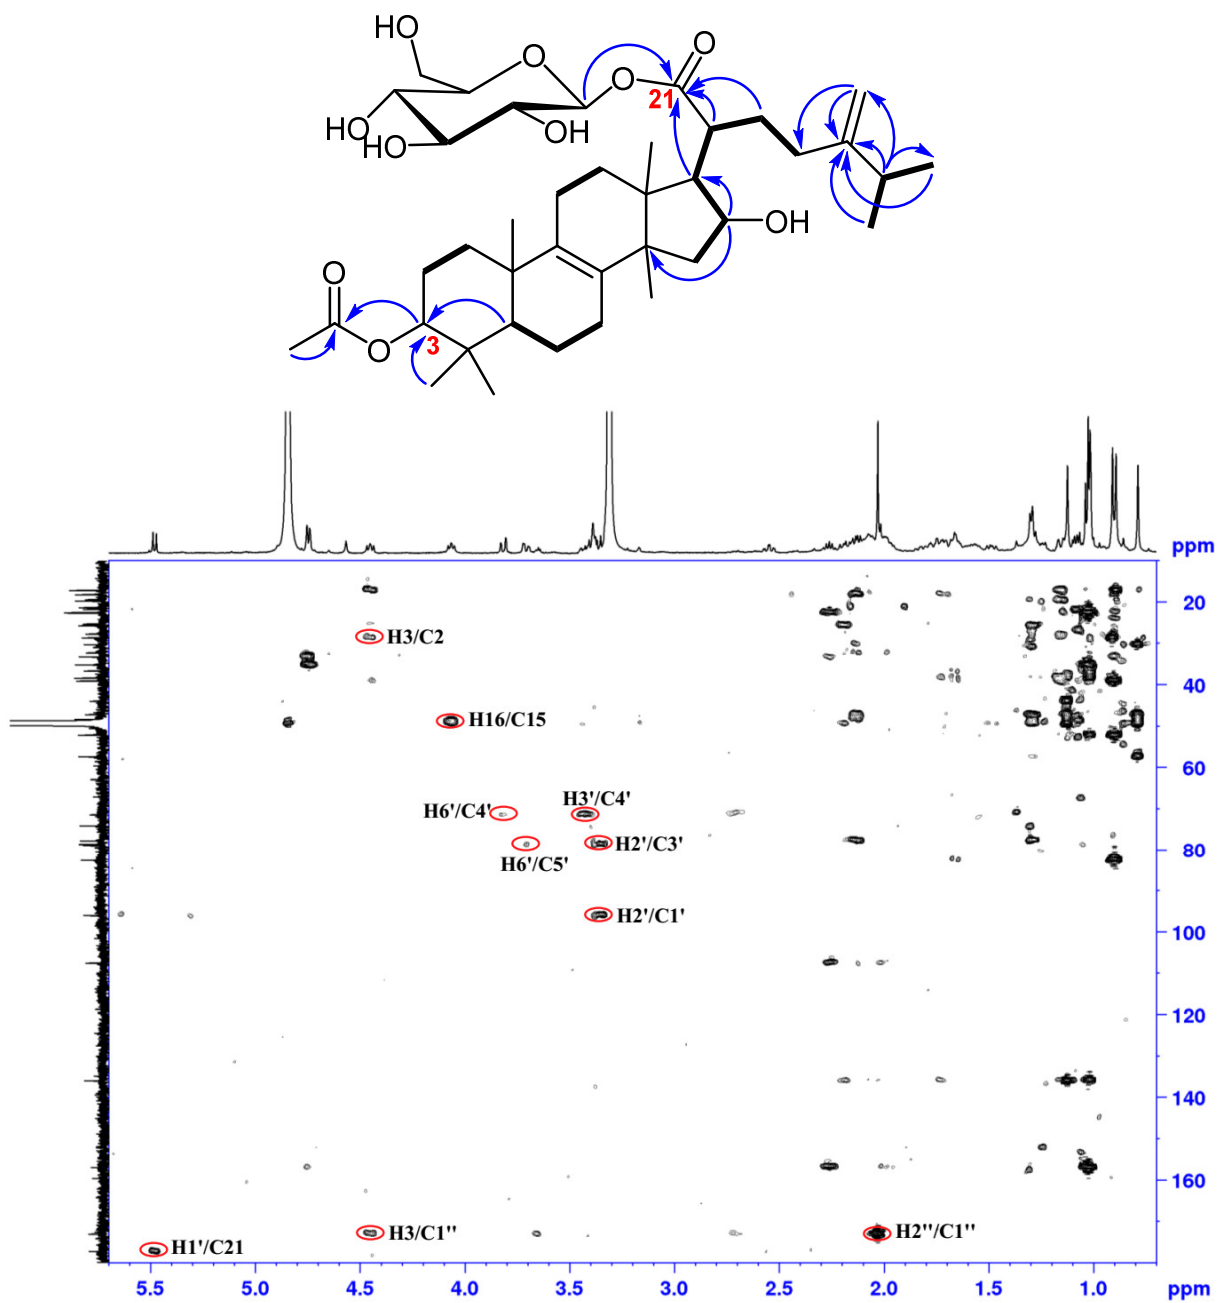 HO
O
O
O
21
HO
HO
OH
OH
O
O
3
ppm
20
H3/C2
40
H16/C15
60
H6'/C4'
H3'/C4'
H2'/C3'
80
H6'/C5'
H2'/C1'
100
120
140
160
H3/C1"
H2"/C1"
H1'/C21
5.5 5.0 4.5 4.0 3.5 3.0 2.5 2.0 1.5 1.0 ppm